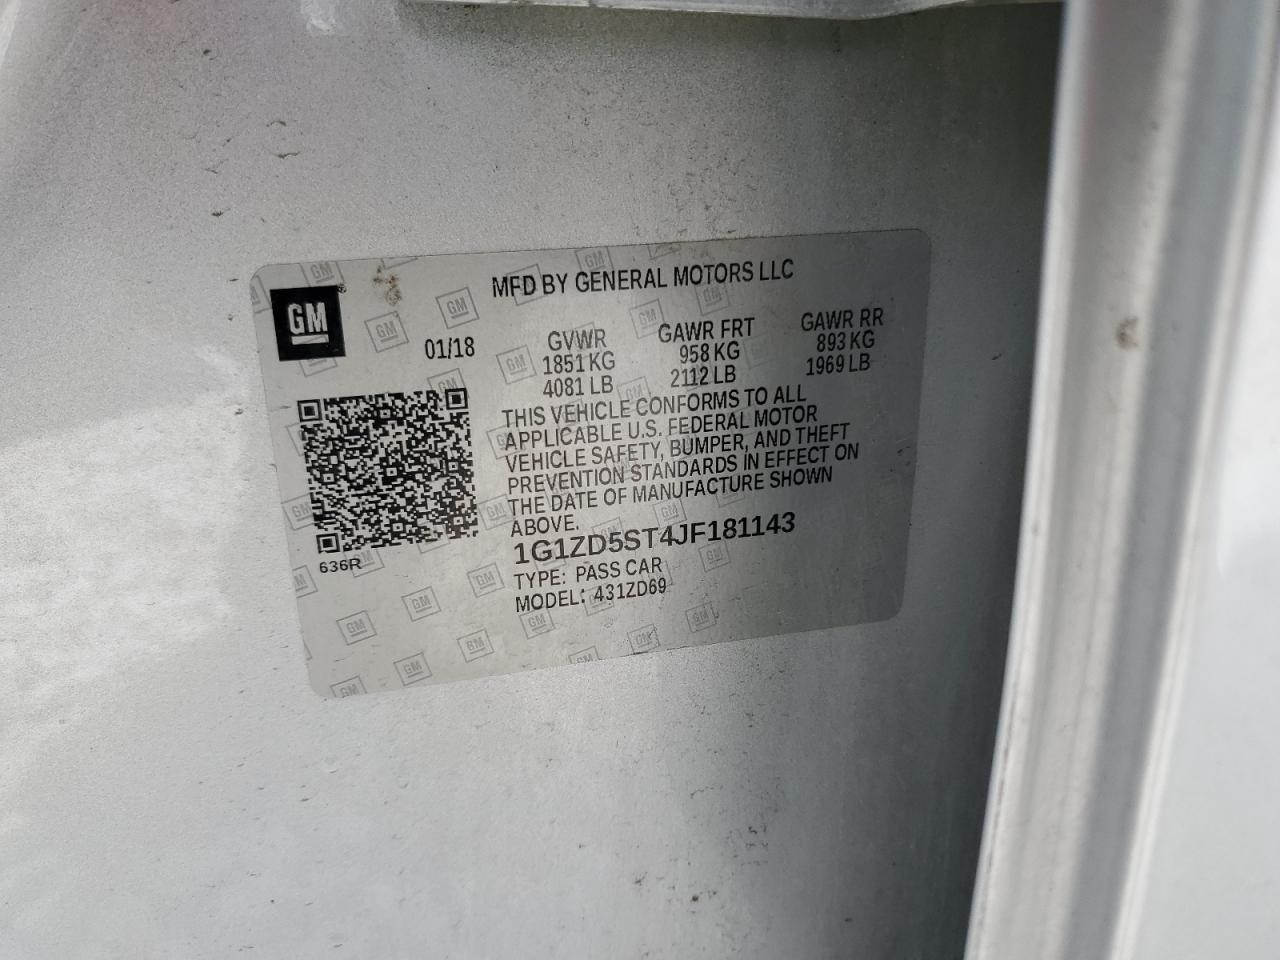 MFD BY GENERAL MOTORS LLC
GM
01/18
GVWR GAWR FRT GAWR RR
1851 KG 958 KG 893 KG
4081 LB 2112 LB 1969 LB
THIS VEHICLE CONFORMS TO ALL
APPLICABLE U.S. FEDERAL MOTOR
VEHICLE SAFETY, BUMPER, AND THEFT
PREVENTION STANDARDS IN EFFECT ON
THE DATE OF MANUFACTURE SHOWN
ABOVE.
1G1ZD5ST4JF181143
636R
TYPE: PASS CAR
MODEL: 431ZD69